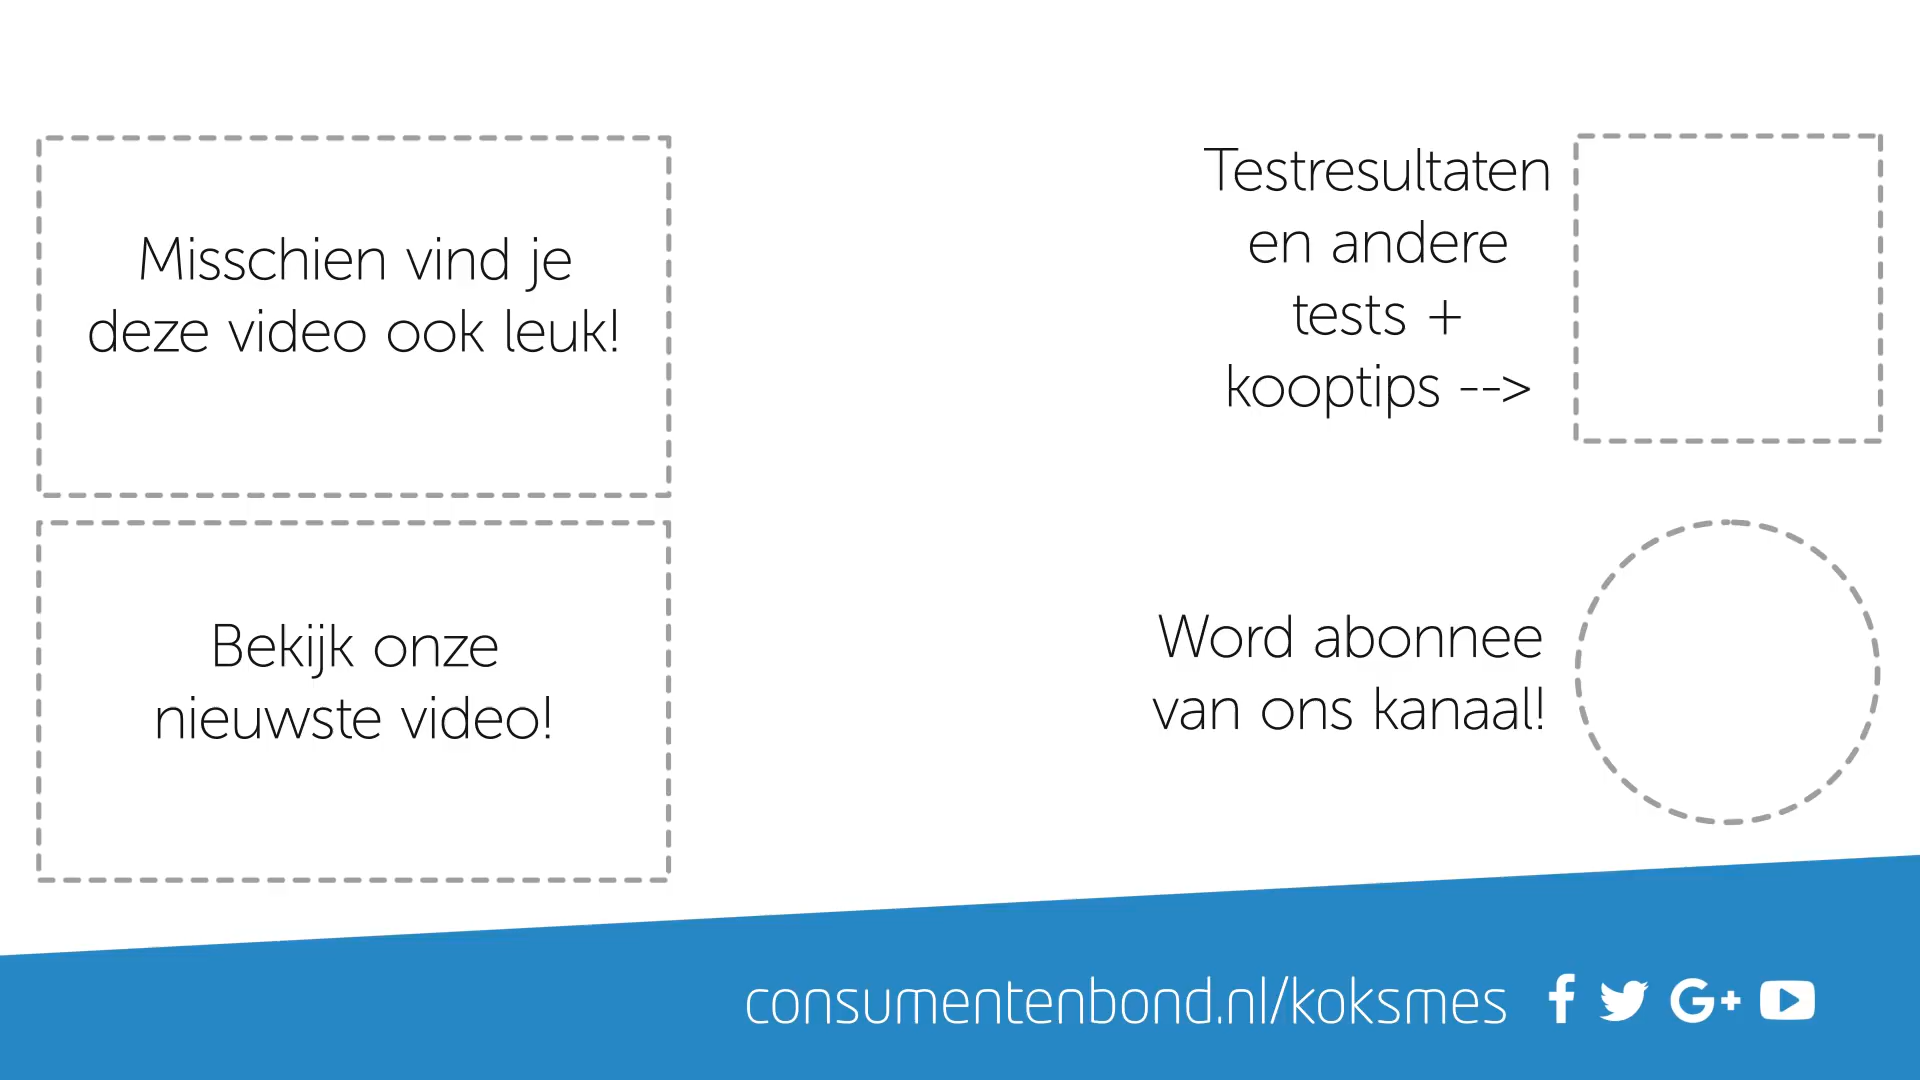 Misschien vind je
deze video ook leuk!
Bekijk onze
nieuwste video!
Testresultaten
en andere
tests +
kooptips -->
Word abonnee
van ons kanaal!
consumentenbond.nl/koksmes